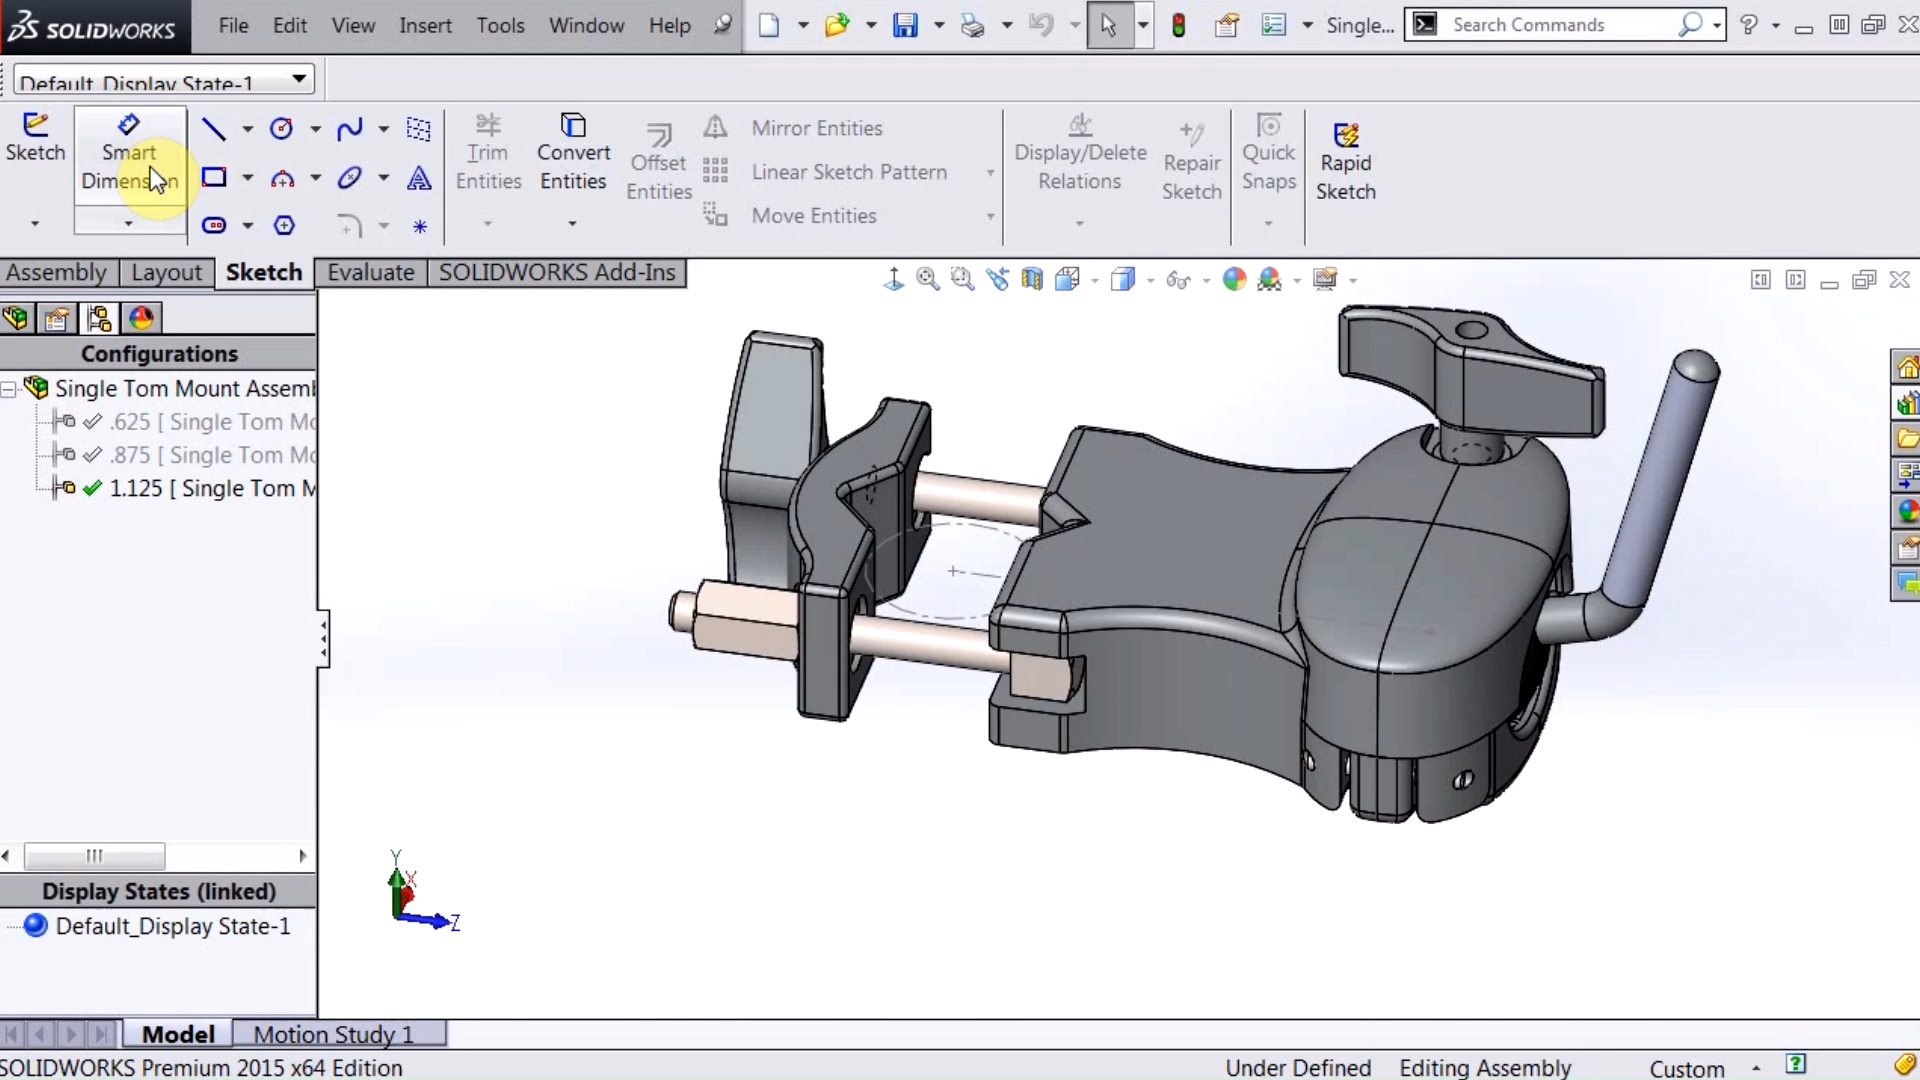 SOLIDWORKS File Edit View Insert Tools Window Help Single... Search Commands ?
Default_Display State-1
Sketch
Smart
Dimension
Trim
Entities
Convert
Entities
Offset
Entities
Mirror Entities
Linear Sketch Pattern
Move Entities
Display/Delete
Relations
Repair
Sketch
Quick
Snaps
Rapid
Sketch
Assembly Layout Sketch Evaluate SOLIDWORKS Add-Ins
Configurations
Single Tom Mount Assemb
.625 [ Single Tom Mo
.875 [ Single Tom Mo
1.125 [ Single Tom M
Display States (linked)
Default_Display State-1
Y
X
Z
Model Motion Study 1
SOLIDWORKS Premium 2015 x64 Edition Under Defined Editing Assembly Custom ?